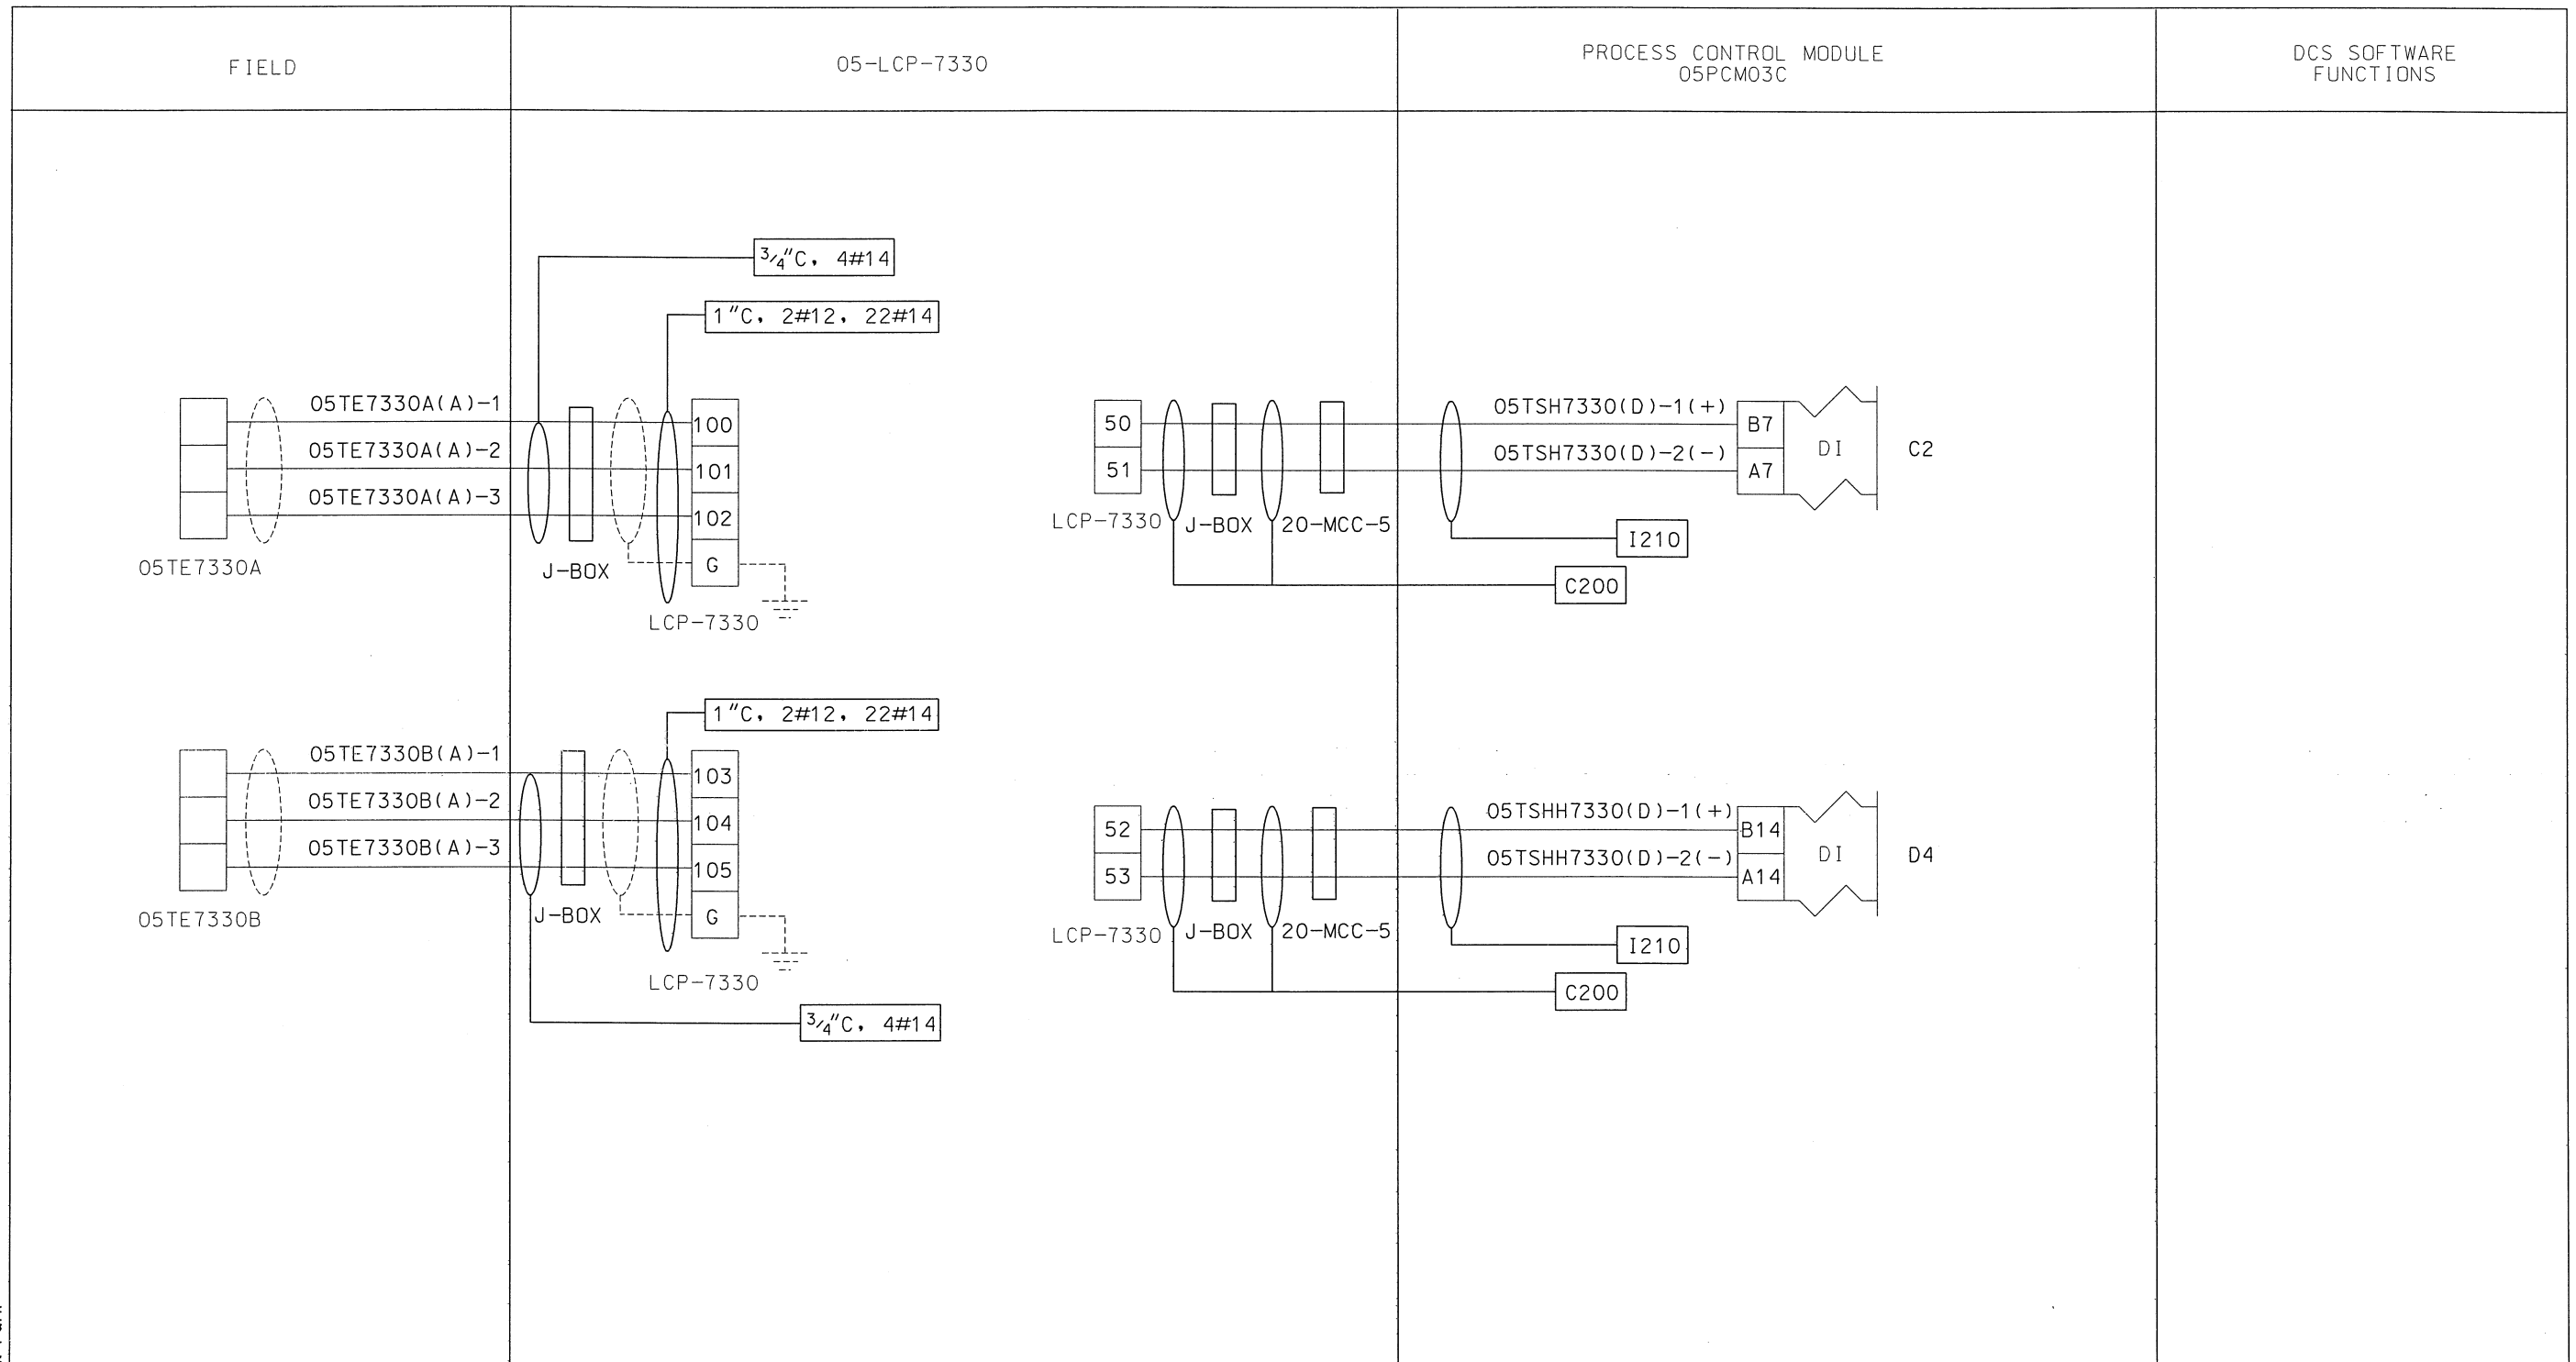 FIELD
05-LCP-7330
PROCESS CONTROL MODULE
05PCM03C
DCS SOFTWARE
FUNCTIONS
3/4"C, 4#14
1"C, 2#12, 22#14
05TE7330A(A)-1
05TE7330A(A)-2
05TE7330A(A)-3
05TE7330A
J-BOX
100
101
102
G
LCP-7330
50
51
LCP-7330
J-BOX
20-MCC-5
05TSH7330(D)-1(+)
05TSH7330(D)-2(-)
B7
A7
DI
C2
I210
C200
1"C, 2#12, 22#14
05TE7330B(A)-1
05TE7330B(A)-2
05TE7330B(A)-3
05TE7330B
J-BOX
103
104
105
G
LCP-7330
3/4"C, 4#14
52
53
LCP-7330
J-BOX
20-MCC-5
05TSHH7330(D)-1(+)
05TSHH7330(D)-2(-)
B14
A14
DI
D4
I210
C200